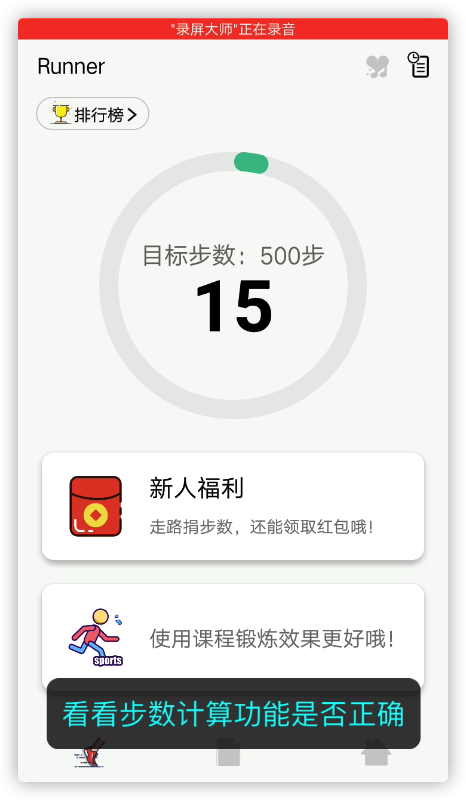 "录屏大师"正在录音
Runner
排行榜
目标步数：500步
15
新人福利
走路捐步数，还能领取红包哦！
使用课程锻炼效果更好哦！
sports
看看步数计算功能是否正确